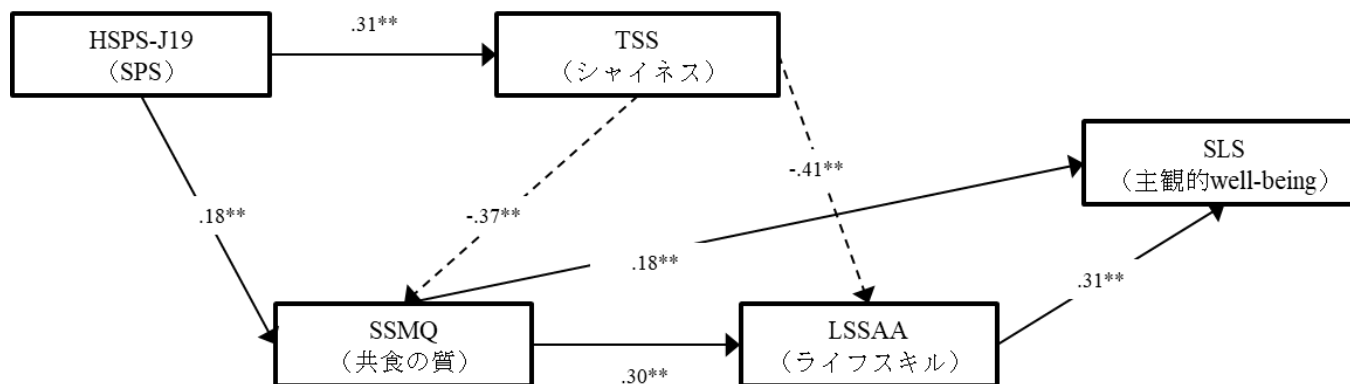 HSPS-J19
（SPS）
.31**
TSS
（シャイネス）
SLS
（主観的well-being）
-.41**
.18**
-.37**
.18**
.31**
SSMQ
（共食の質）
.30**
LSSAA
（ライフスキル）